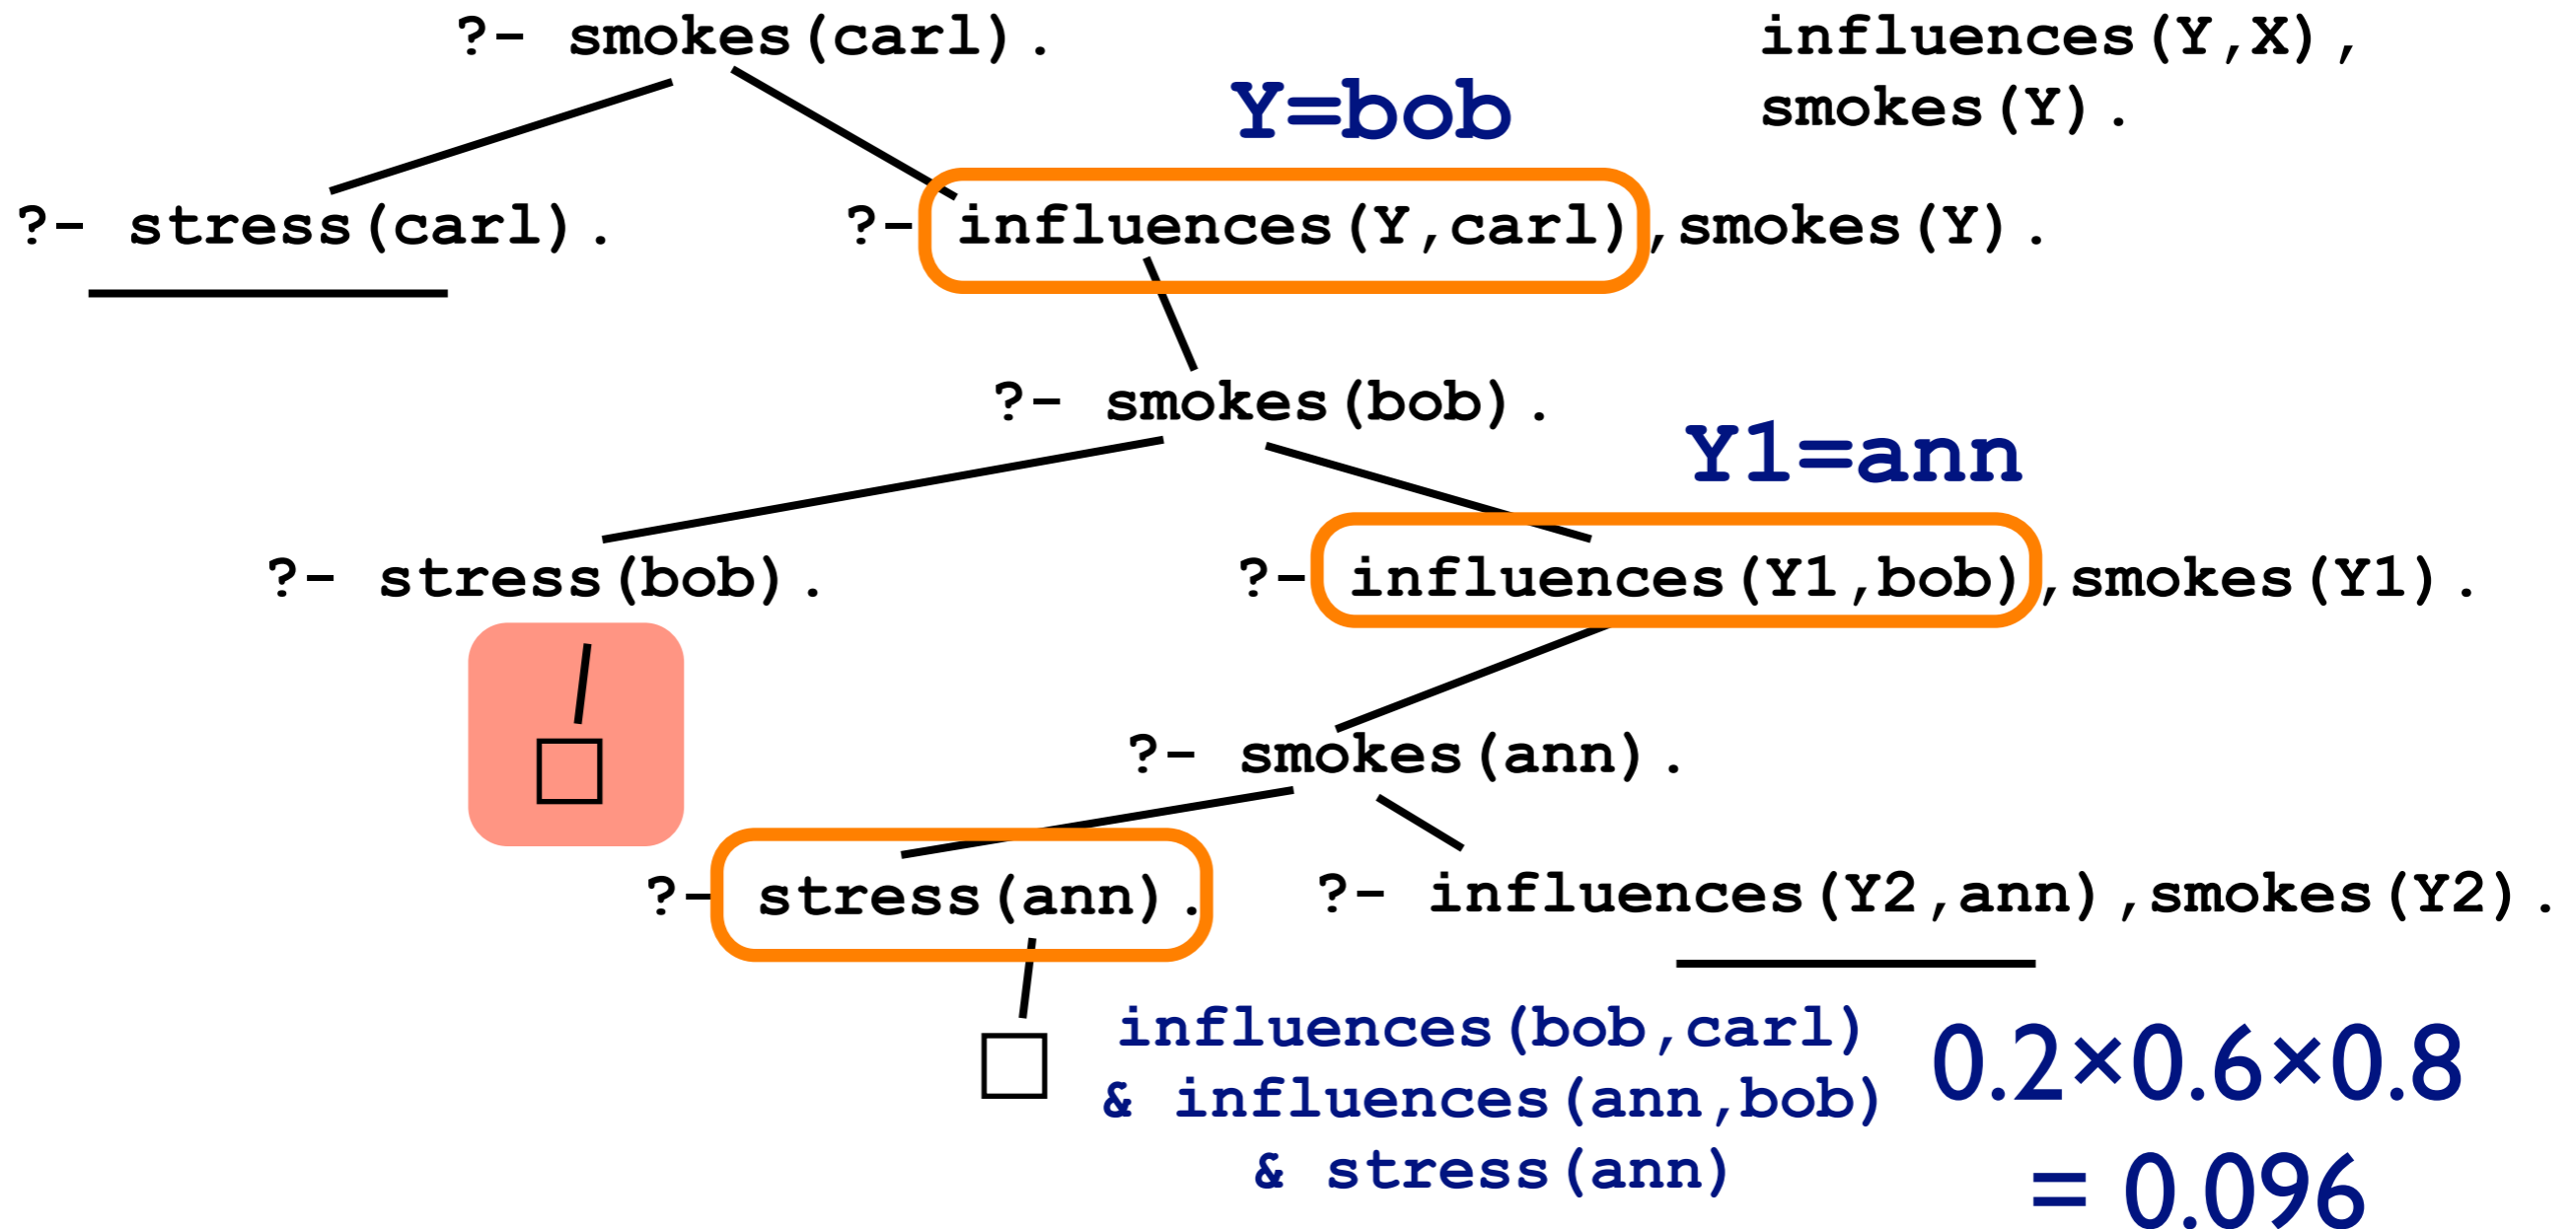 ?- smokes(carl).
influences(Y,X),
smokes(Y).
Y=bob
?- stress(carl).
?- influences(Y,carl),smokes(Y).
?- smokes(bob).
Y1=ann
?- stress(bob).
?- influences(Y1,bob),smokes(Y1).
?- smokes(ann).
?- stress(ann).
?- influences(Y2,ann),smokes(Y2).
influences(bob,carl)
& influences(ann,bob)
& stress(ann)
0.2×0.6×0.8
= 0.096